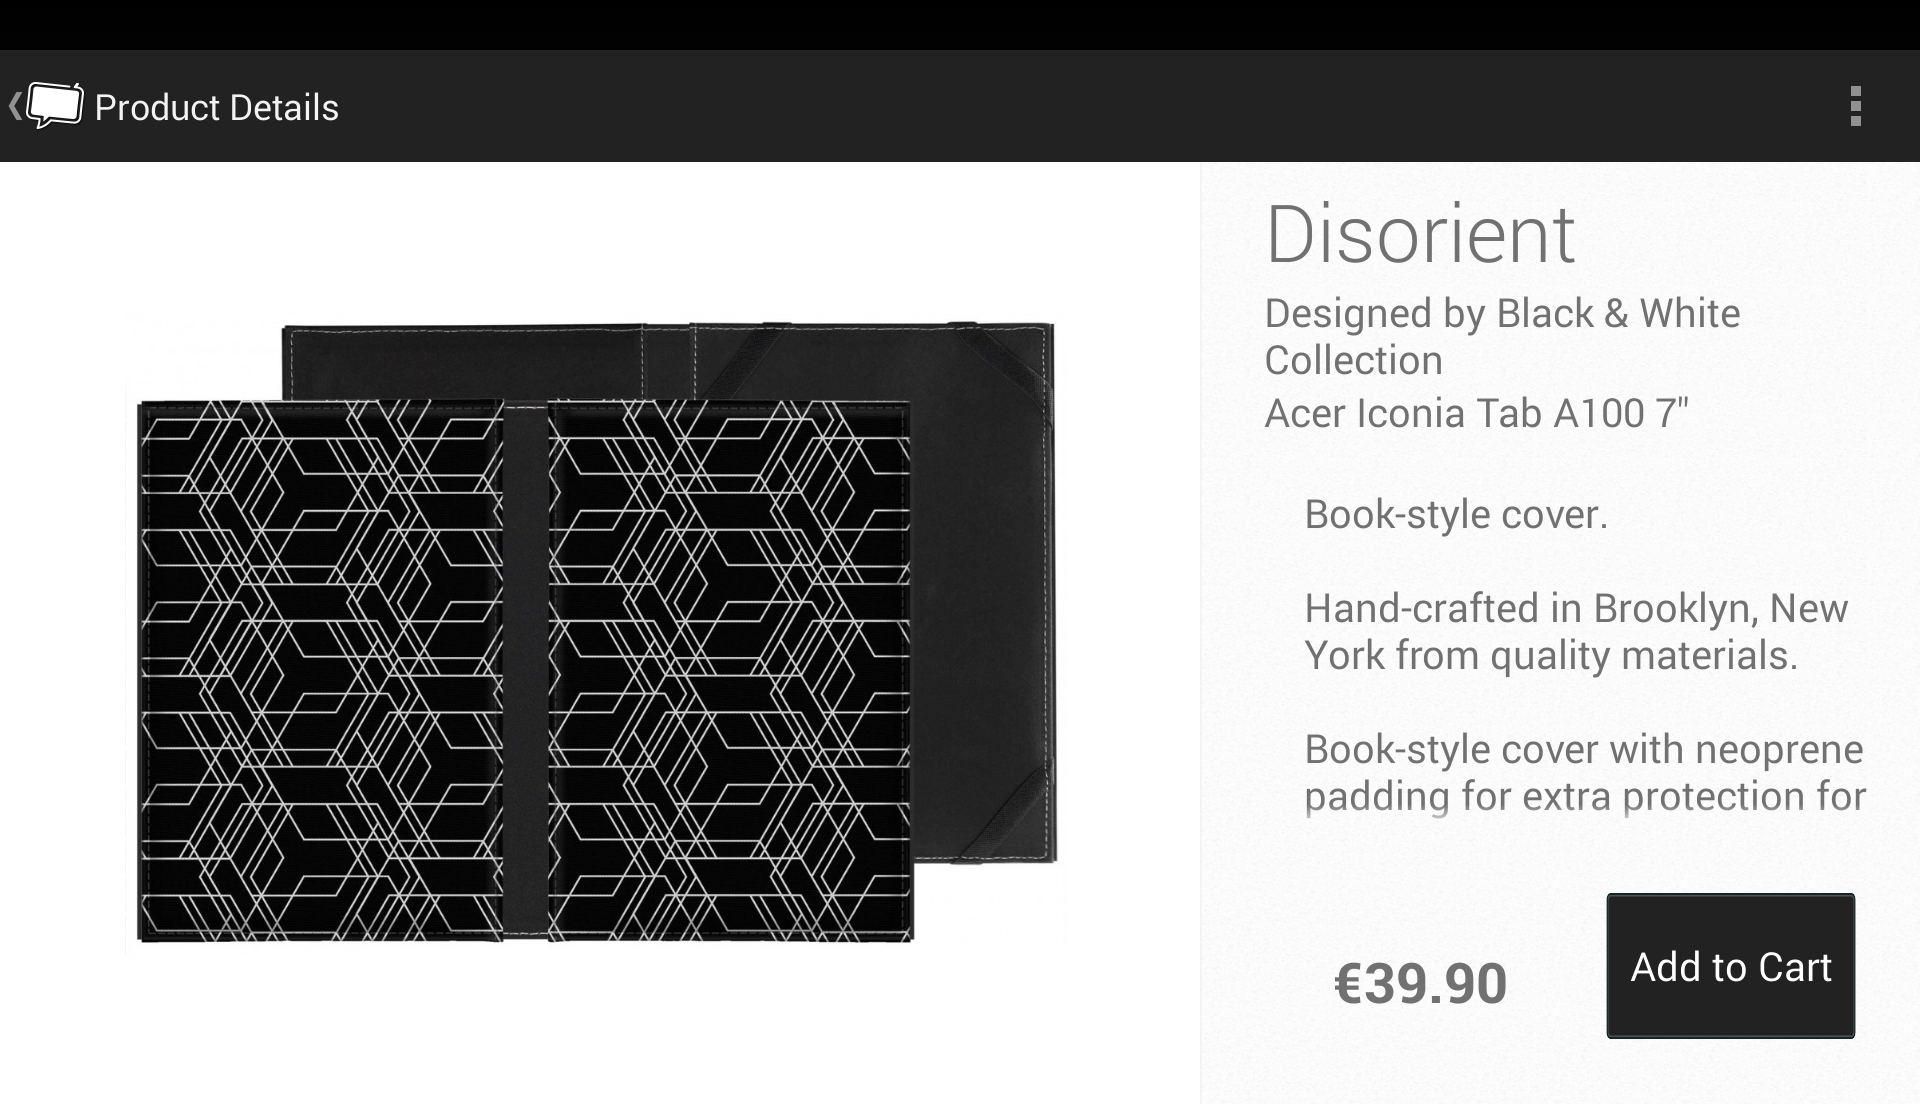 Product Details
Disorient
Designed by Black & White
Collection
Acer Iconia Tab A100 7"
Book-style cover.
Hand-crafted in Brooklyn, New
York from quality materials.
Book-style cover with neoprene
padding for extra protection for
€39.90
Add to Cart